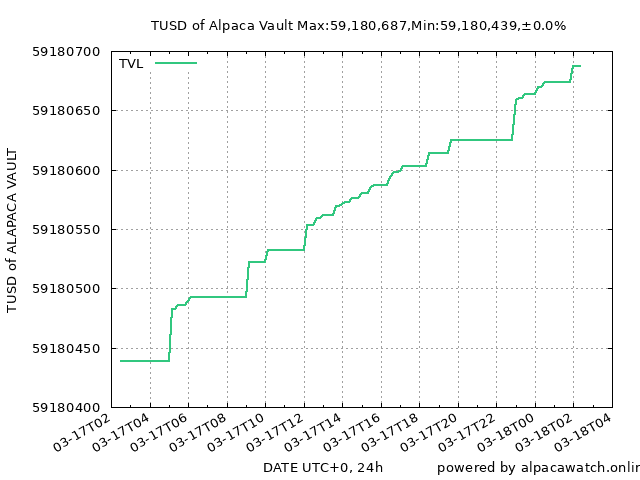 TUSD of Alpaca Vault Max:59,180,687,Min:59,180,439,±0.0%
TVL
59180700
59180650
59180600
59180550
59180500
59180450
59180400
TUSD of ALAPACA VAULT
03-17T02
03-17T04
03-17T06
03-17T08
03-17T10
03-17T12
03-17T14
03-17T16
03-17T18
03-17T20
03-17T22
03-18T00
03-18T02
03-18T04
DATE UTC+0, 24h
powered by alpacawatch.onlin